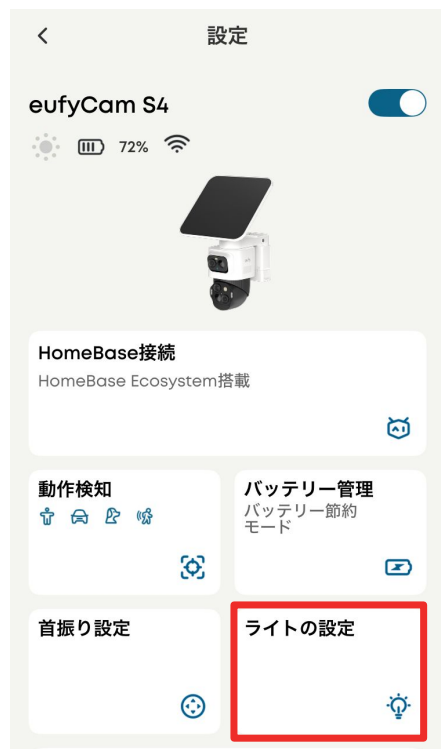 設定
eufyCam S4
72%
HomeBase接続
HomeBase Ecosystem搭載
AI
動作検知
バッテリー管理
バッテリー節約
モード
首振り設定
ライトの設定